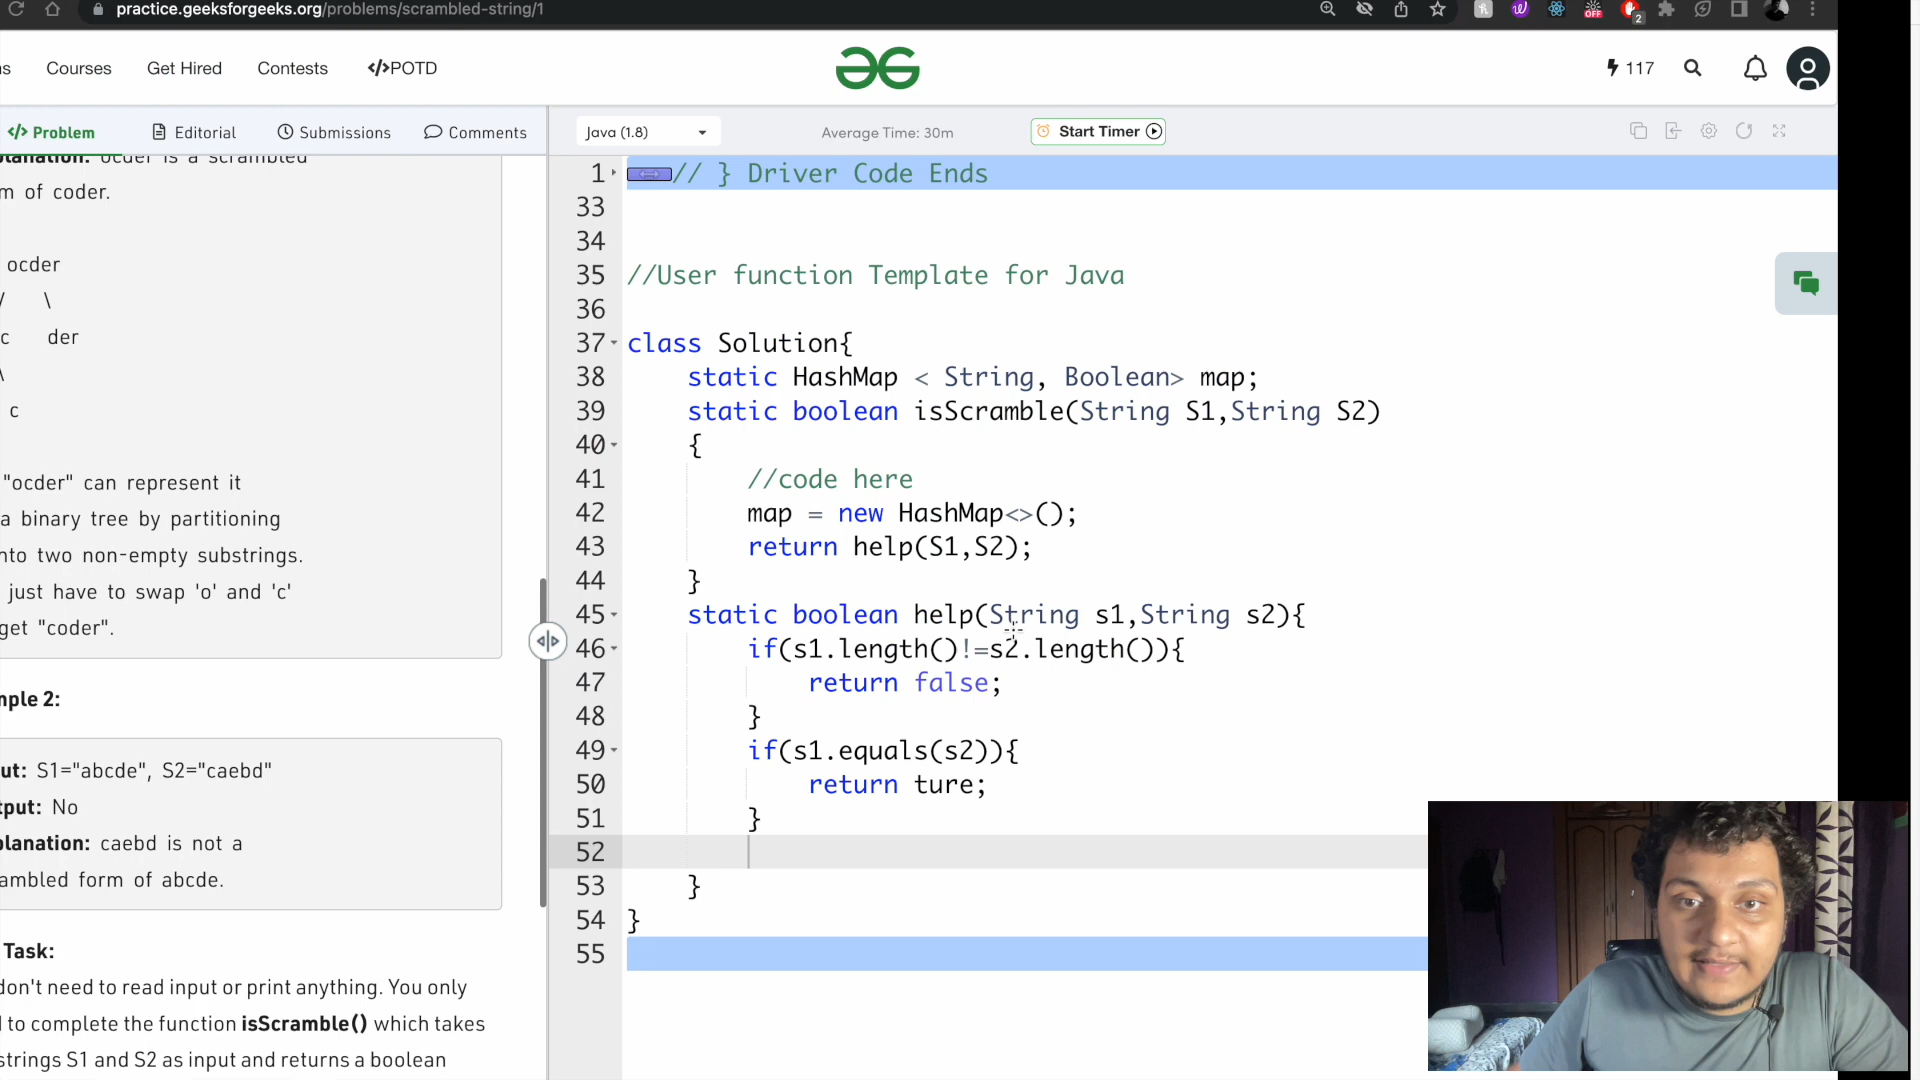 practice.geeksforgeeks.org/problems/scrambled-string/1
2
OFF
s
Courses
Get Hired
Contests
</>POTD
117
</> Problem
Editorial
Submissions
Comments
Java (1.8)
Average Time: 30m
Start Timer
planation: ocder is a scrambled
m of coder.
ocder
/ \
c der
\
c
"ocder" can represent it
a binary tree by partitioning
nto two non-empty substrings.
just have to swap 'o' and 'c'
get "coder".
mple 2:
ut: S1="abcde", S2="caebd"
tput: No
planation: caebd is not a
ambled form of abcde.
Task:
don't need to read input or print anything. You only
d to complete the function isScramble() which takes
strings S1 and S2 as input and returns a boolean
1 // } Driver Code Ends
33
34
35 //User function Template for Java
36
37 class Solution{
38 static HashMap < String, Boolean> map;
39 static boolean isScramble(String S1,String S2)
40 {
41 //code here
42 map = new HashMap<>();
43 return help(S1,S2);
44 }
45 static boolean help(String s1,String s2){
46 if(s1.length()!=s2.length()){
47 return false;
48 }
49 if(s1.equals(s2)){
50 return ture;
51 }
52
53 }
54 }
55